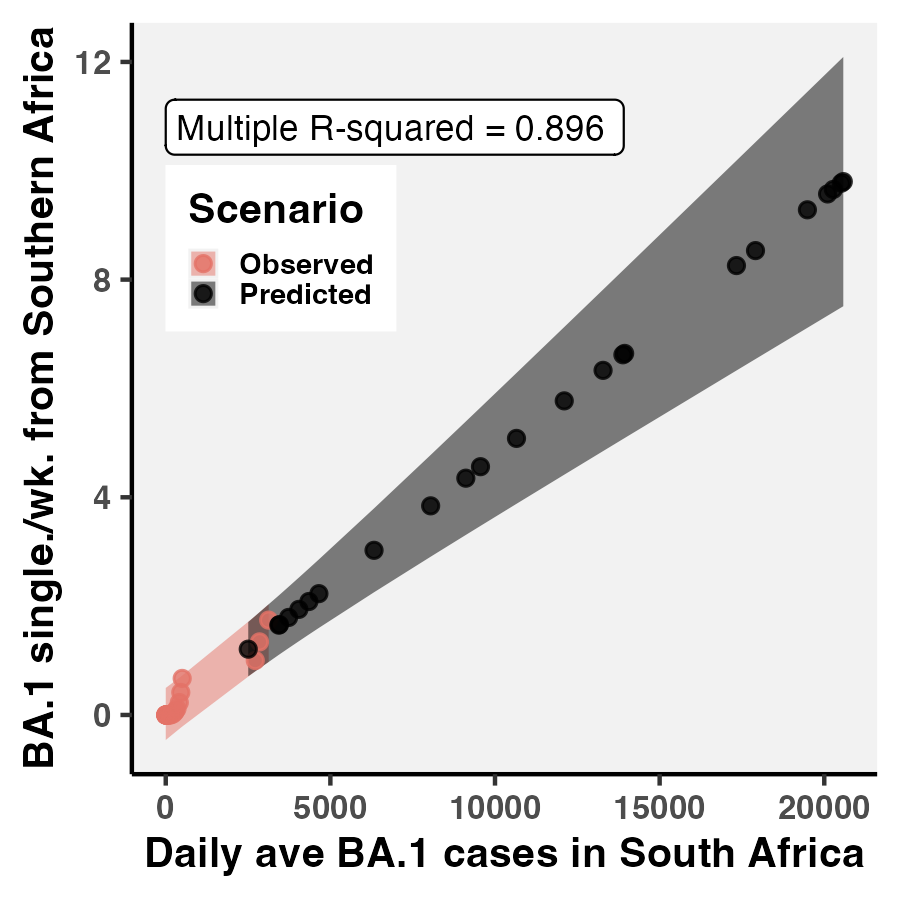 BA.1 single./wk. from Southern Africa
12
8
4
0
Multiple R-squared = 0.896
Scenario
Observed
Predicted
0 5000 10000 15000 20000
Daily ave BA.1 cases in South Africa